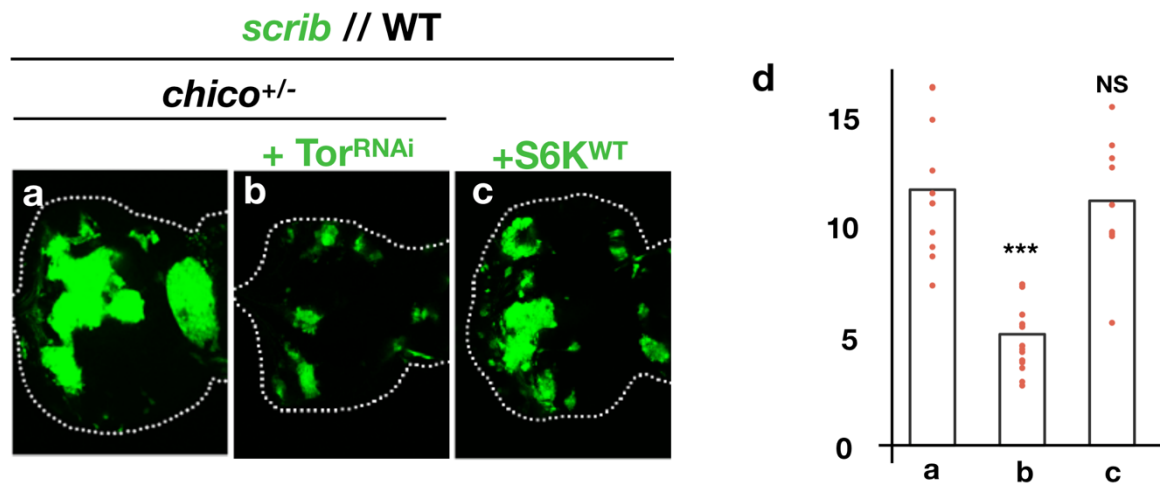 scrib // WT
chico+/-
+ TorRNAi
+S6KWT
a
b
c
d
15
10
5
0
***
NS
a
b
c